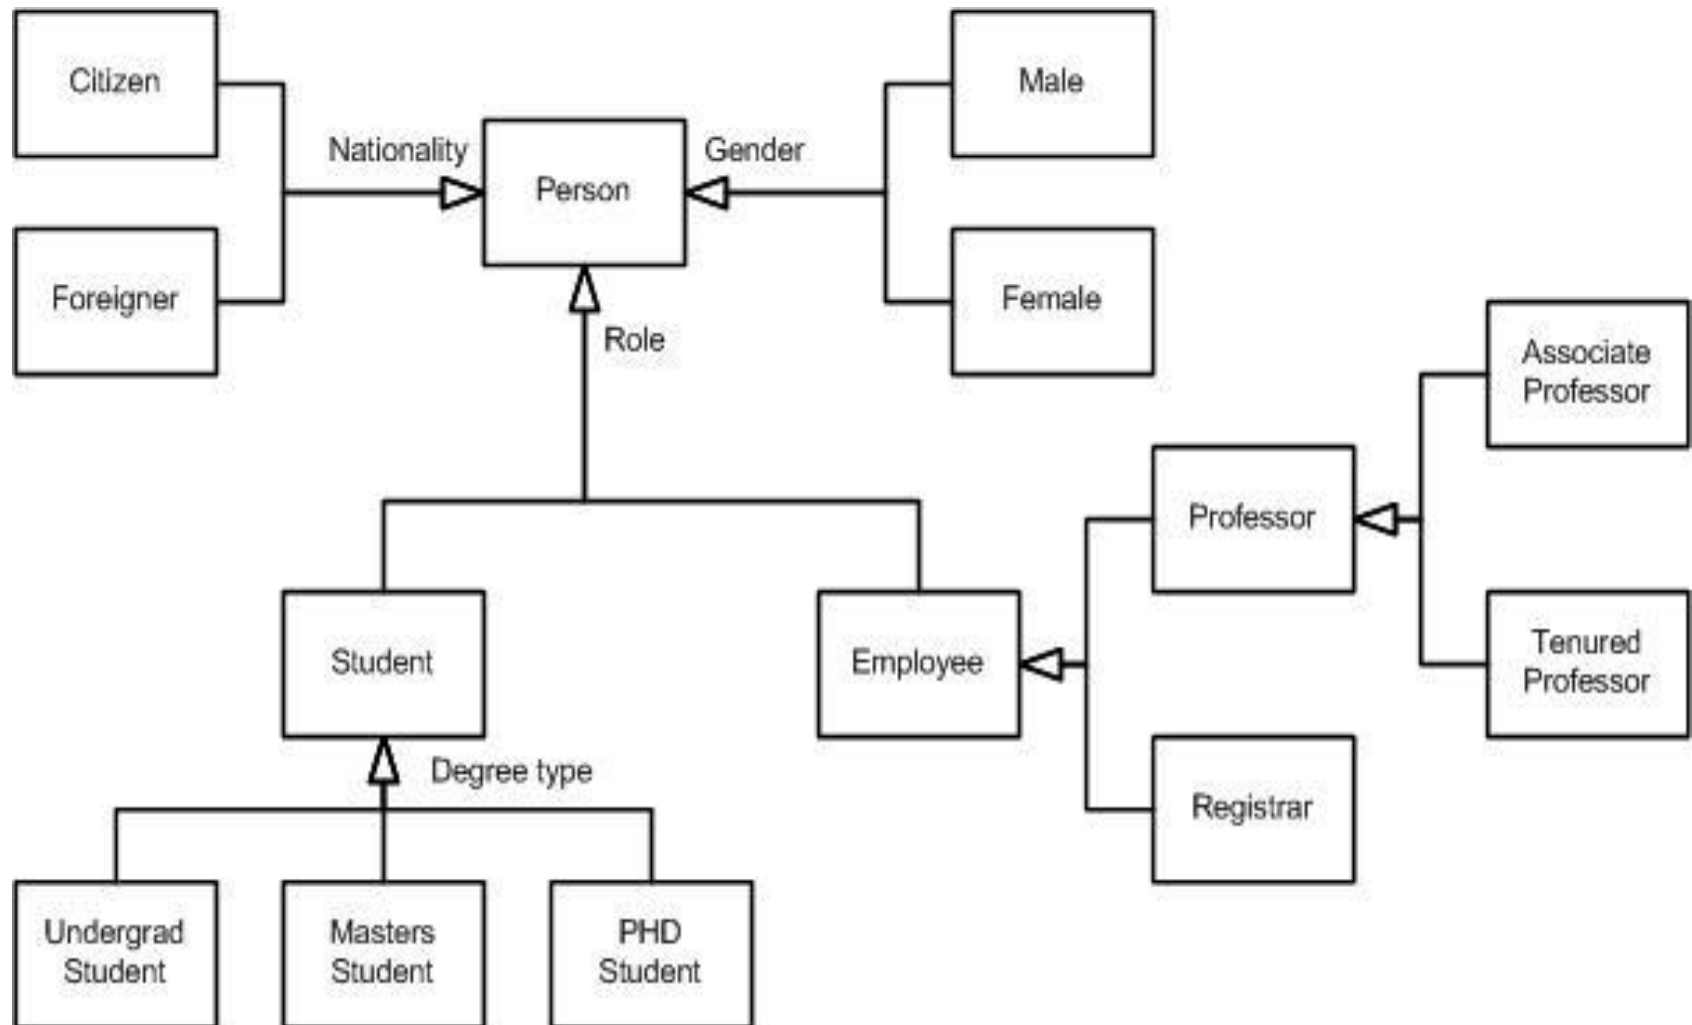 Citizen
Male
Nationality
Gender
Person
Foreigner
Female
Role
Associate
Professor
Professor
Student
Employee
Tenured
Professor
Degree type
Registrar
Undergrad
Student
Masters
Student
PHD
Student